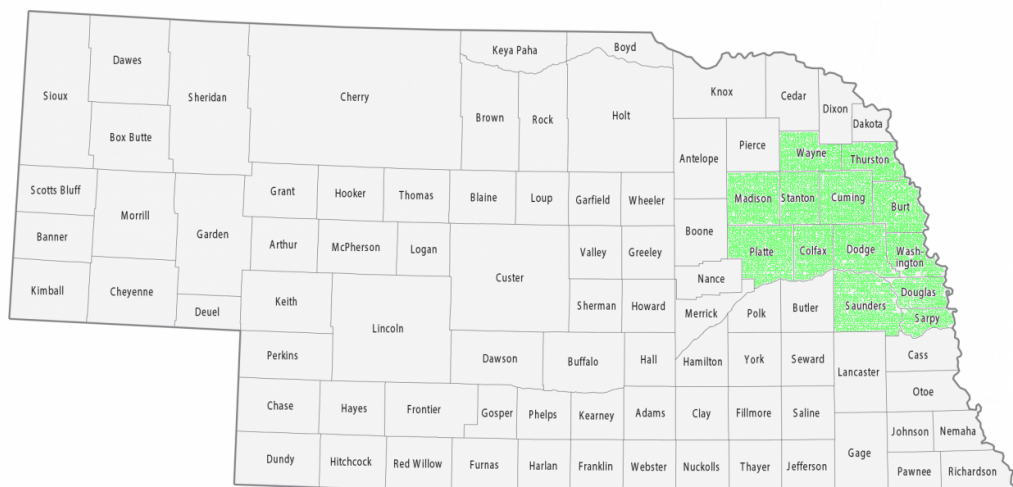 Keya Paha
Boyd
Dawes
Sioux
Sheridan
Cherry
Knox
Cedar
Dixon
Dakota
Brown
Rock
Holt
Box Butte
Antelope
Pierce
Wayne
Thurston
Scotts Bluff
Grant
Hooker
Thomas
Blaine
Loup
Garfield
Wheeler
Madison
Stanton
Cuming
Burt
Morrill
Garden
Banner
Arthur
McPherson
Logan
Custer
Valley
Greeley
Boone
Platte
Colfax
Dodge
Wash-
ington
Kimball
Cheyenne
Deuel
Keith
Lincoln
Sherman
Howard
Nance
Merrick
Polk
Butler
Saunders
Douglas
Sarpy
Perkins
Dawson
Buffalo
Hall
Hamilton
York
Seward
Lancaster
Cass
Otoe
Chase
Hayes
Frontier
Gosper
Phelps
Kearney
Adams
Clay
Fillmore
Saline
Johnson
Nemaha
Dundy
Hitchcock
Red Willow
Furnas
Harlan
Franklin
Webster
Nuckolls
Thayer
Jefferson
Gage
Pawnee
Richardson